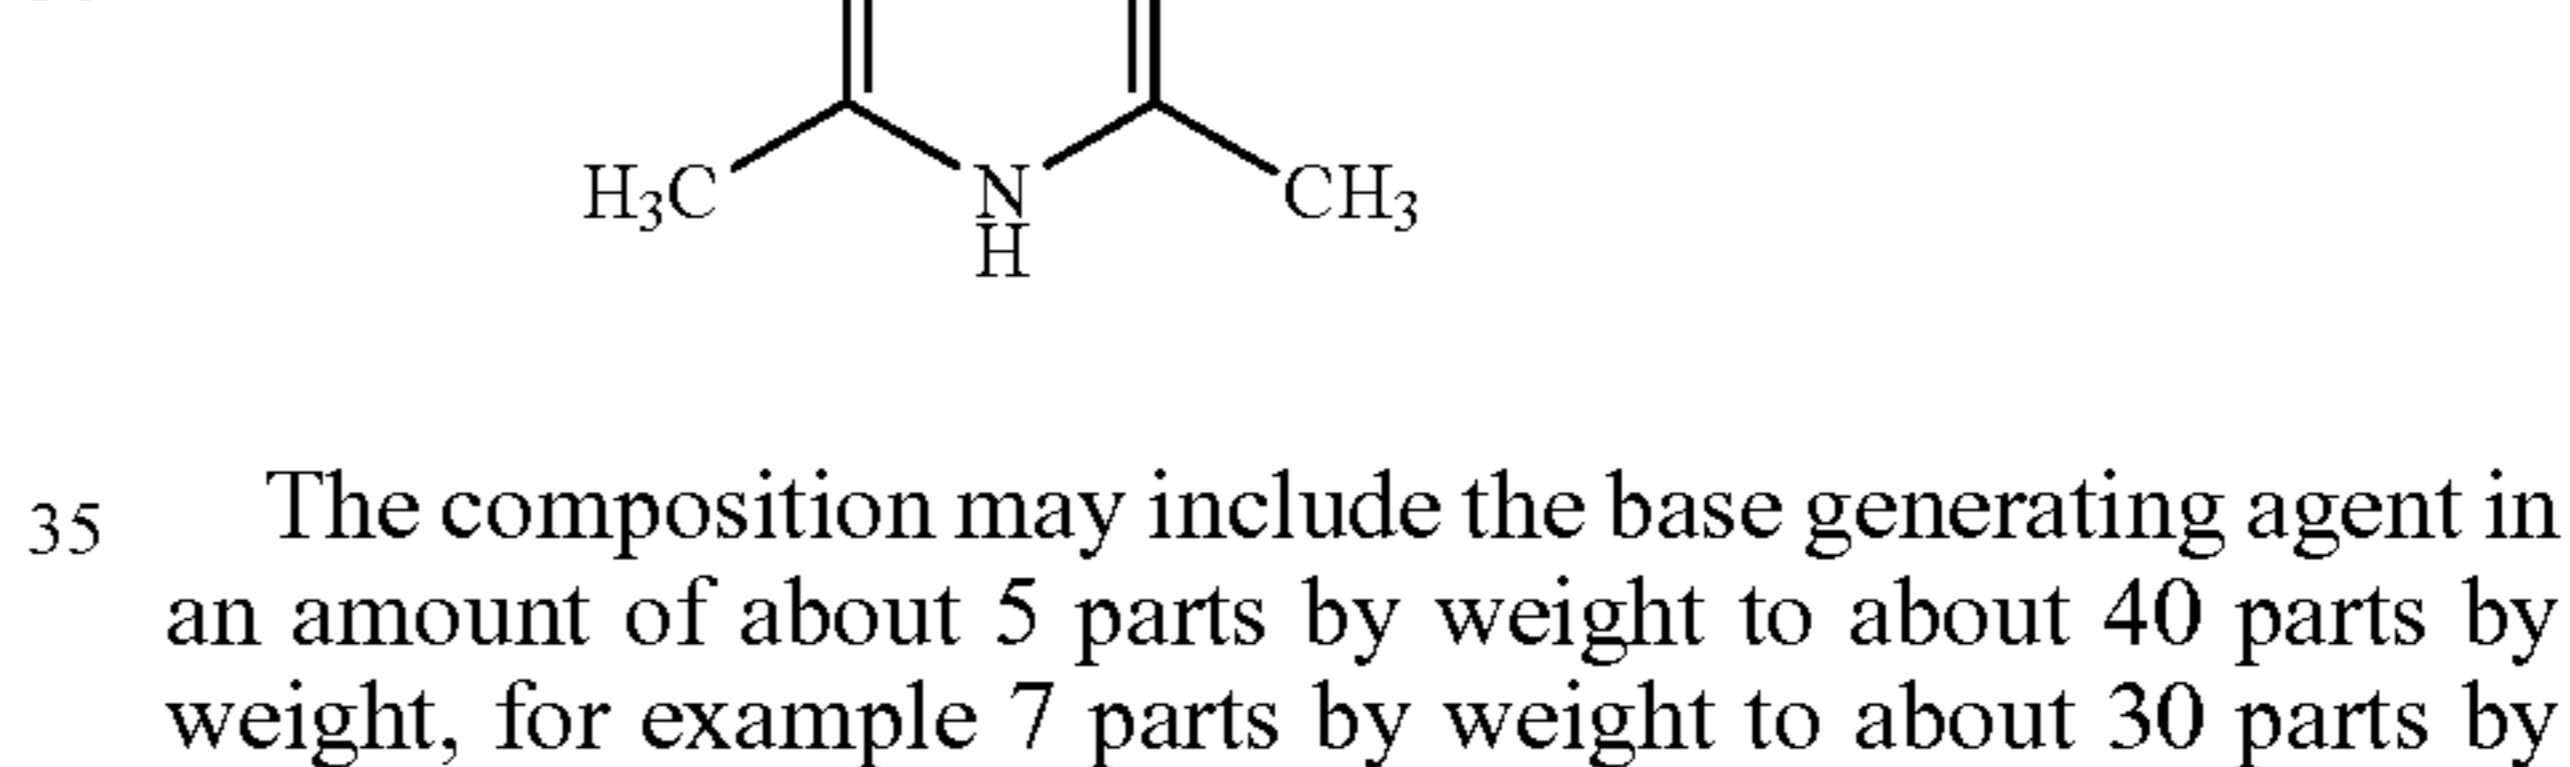 H₃C N CH₃
H
35 The composition may include the base generating agent in
an amount of about 5 parts by weight to about 40 parts by
weight, for example 7 parts by weight to about 30 parts by